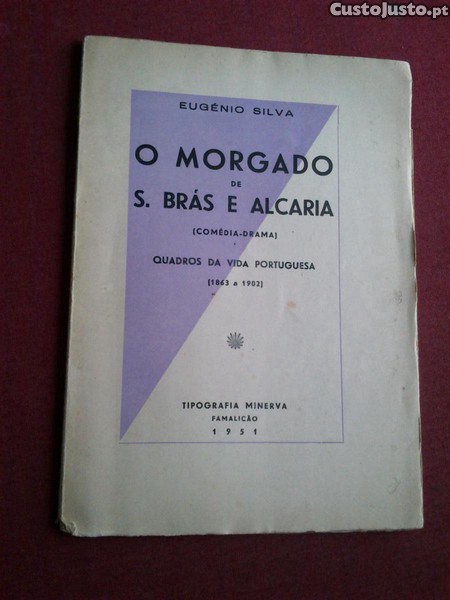 CustoJusto.pt
EUGÉNIO SILVA
O MORGADO
DE
S. BRÁS E ALCARIA
(COMÉDIA-DRAMA)
QUADROS DA VIDA PORTUGUESA
(1863 a 1902)
TIPOGRAFIA MINERVA
FAMALICÃO
1951